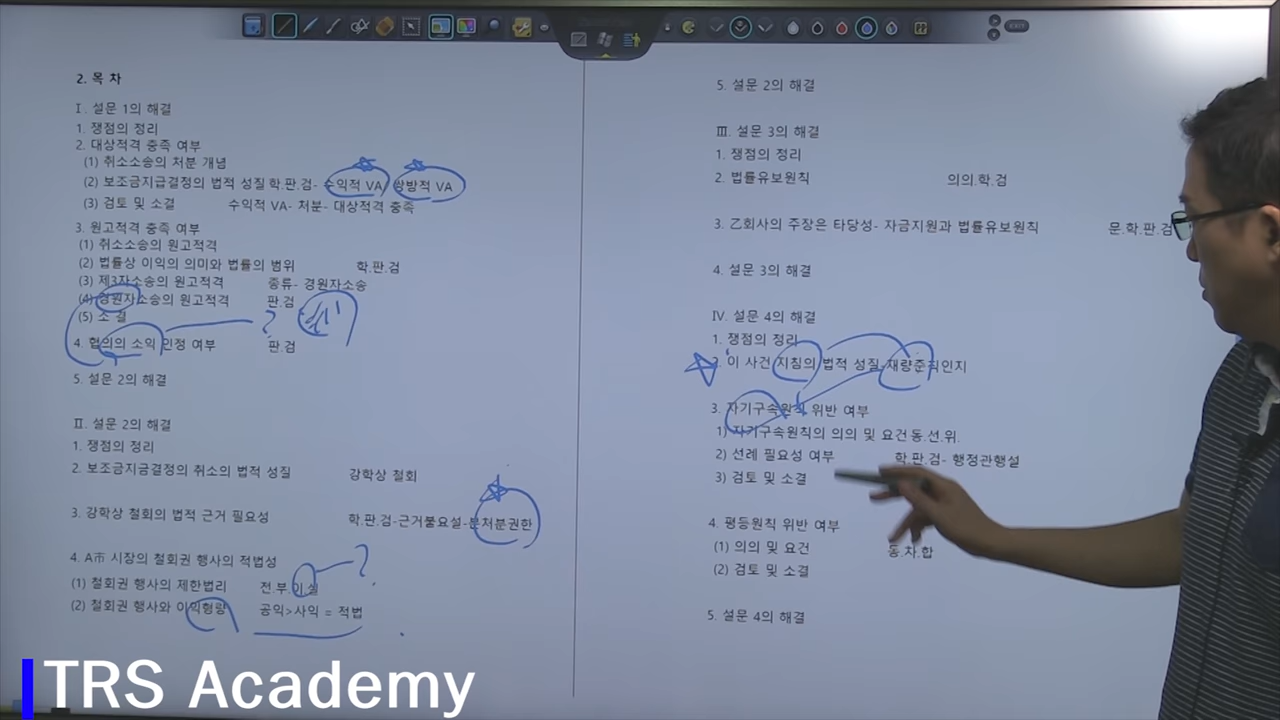 2. 목 차
Ⅰ. 설문 1의 해결
1. 쟁점의 정리
2. 대상적격 충족 여부
(1) 취소소송의 처분 개념
(2) 보조금지급결정의 법적 성질 학.판.검- 수익적 VA 쌍방적 VA
(3) 검토 및 소결 수익적 VA- 처분- 대상적격 충족
3. 원고적격 충족 여부
(1) 취소소송의 원고적격
(2) 법률상 이익의 의미와 법률의 범위 학.판.검
(3) 제3자소송의 원고적격 종류- 경원자소송
(4) 경원자소송의 원고적격 판.검
(5) 소 결
4. 협의의 소익 인정 여부 판.검
?
5. 설문 2의 해결
Ⅱ. 설문 2의 해결
1. 쟁점의 정리
2. 보조금지금결정의 취소의 법적 성질 강학상 철회
3. 강학상 철회의 법적 근거 필요성 학.판.검-근거불요설-본처분권한
4. A市 시장의 철회권 행사의 적법성
(1) 철회권 행사의 제한법리 전.부.이.실
?
(2) 철회권 행사와 이익형량 공익>사익 = 적법
5. 설문 2의 해결
Ⅲ. 설문 3의 해결
1. 쟁점의 정리
2. 법률유보원칙 의의.학.검
3. 乙회사의 주장은 타당성- 자금지원과 법률유보원칙 문.학.판.검
4. 설문 3의 해결
Ⅳ. 설문 4의 해결
1. 쟁점의 정리
2. 이 사건 지침의 법적 성질-재량준칙인지
3. 자기구속원칙 위반 여부
1) 자기구속원칙의 의의 및 요건 동.선.위.
2) 선례 필요성 여부 학.판.검- 행정관행설
3) 검토 및 소결
4. 평등원칙 위반 여부
(1) 의의 및 요건 동.차.합
(2) 검토 및 소결
5. 설문 4의 해결
EXIT
TRS Academy